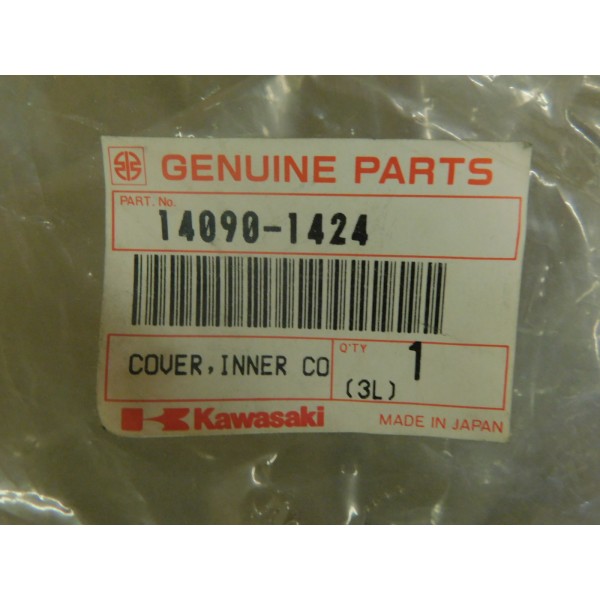 GENUINE PARTS
PART. No.
14090-1424
COVER, INNER CO
Q'TY
1
(3L)
Kawasaki
MADE IN JAPAN